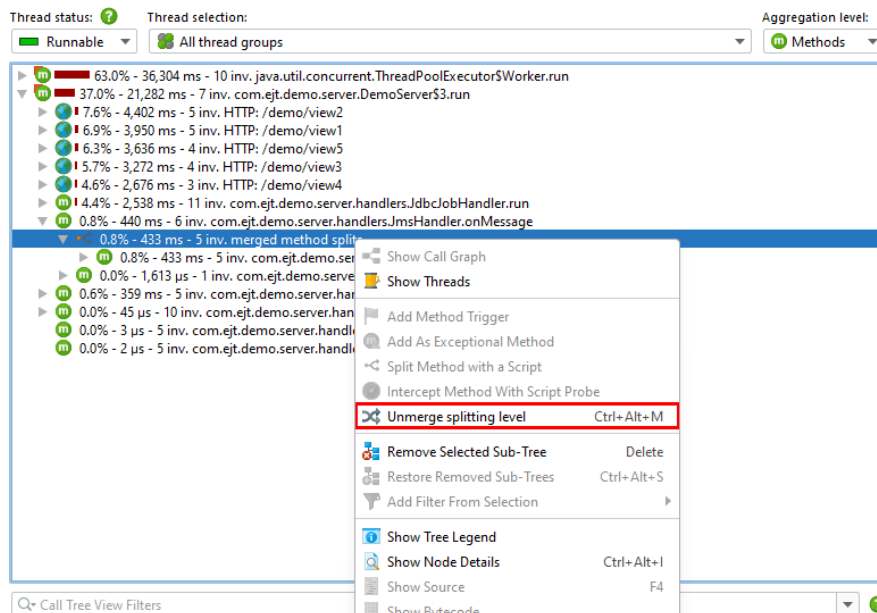 Thread status: Thread selection: Aggregation level:
Runnable All thread groups Methods
63.0% - 36,304 ms - 10 inv. java.util.concurrent.ThreadPoolExecutor$Worker.run
37.0% - 21,282 ms - 7 inv. com.ejt.demo.server.DemoServer$3.run
7.6% - 4,402 ms - 5 inv. HTTP: /demo/view2
6.9% - 3,950 ms - 5 inv. HTTP: /demo/view1
6.3% - 3,636 ms - 4 inv. HTTP: /demo/view5
5.7% - 3,272 ms - 4 inv. HTTP: /demo/view3
4.6% - 2,676 ms - 3 inv. HTTP: /demo/view4
4.4% - 2,538 ms - 11 inv. com.ejt.demo.server.handlers.JdbcJobHandler.run
0.8% - 440 ms - 6 inv. com.ejt.demo.server.handlers.JmsHandler.onMessage
0.8% - 433 ms - 5 inv. merged method splits
0.8% - 433 ms - 5 inv. com.ejt.demo.ser
0.0% - 1,613 µs - 1 inv. com.ejt.demo.serve
0.6% - 359 ms - 5 inv. com.ejt.demo.server.har
0.0% - 45 µs - 10 inv. com.ejt.demo.server.han
0.0% - 3 µs - 5 inv. com.ejt.demo.server.handle
0.0% - 2 µs - 5 inv. com.ejt.demo.server.handle
Show Call Graph
Show Threads
Add Method Trigger
Add As Exceptional Method
Split Method with a Script
Intercept Method With Script Probe
Unmerge splitting level Ctrl+Alt+M
Remove Selected Sub-Tree Delete
Restore Removed Sub-Trees Ctrl+Alt+S
Add Filter From Selection
Show Tree Legend
Show Node Details Ctrl+Alt+I
Show Source F4
Show Bytecode
Call Tree View Filters